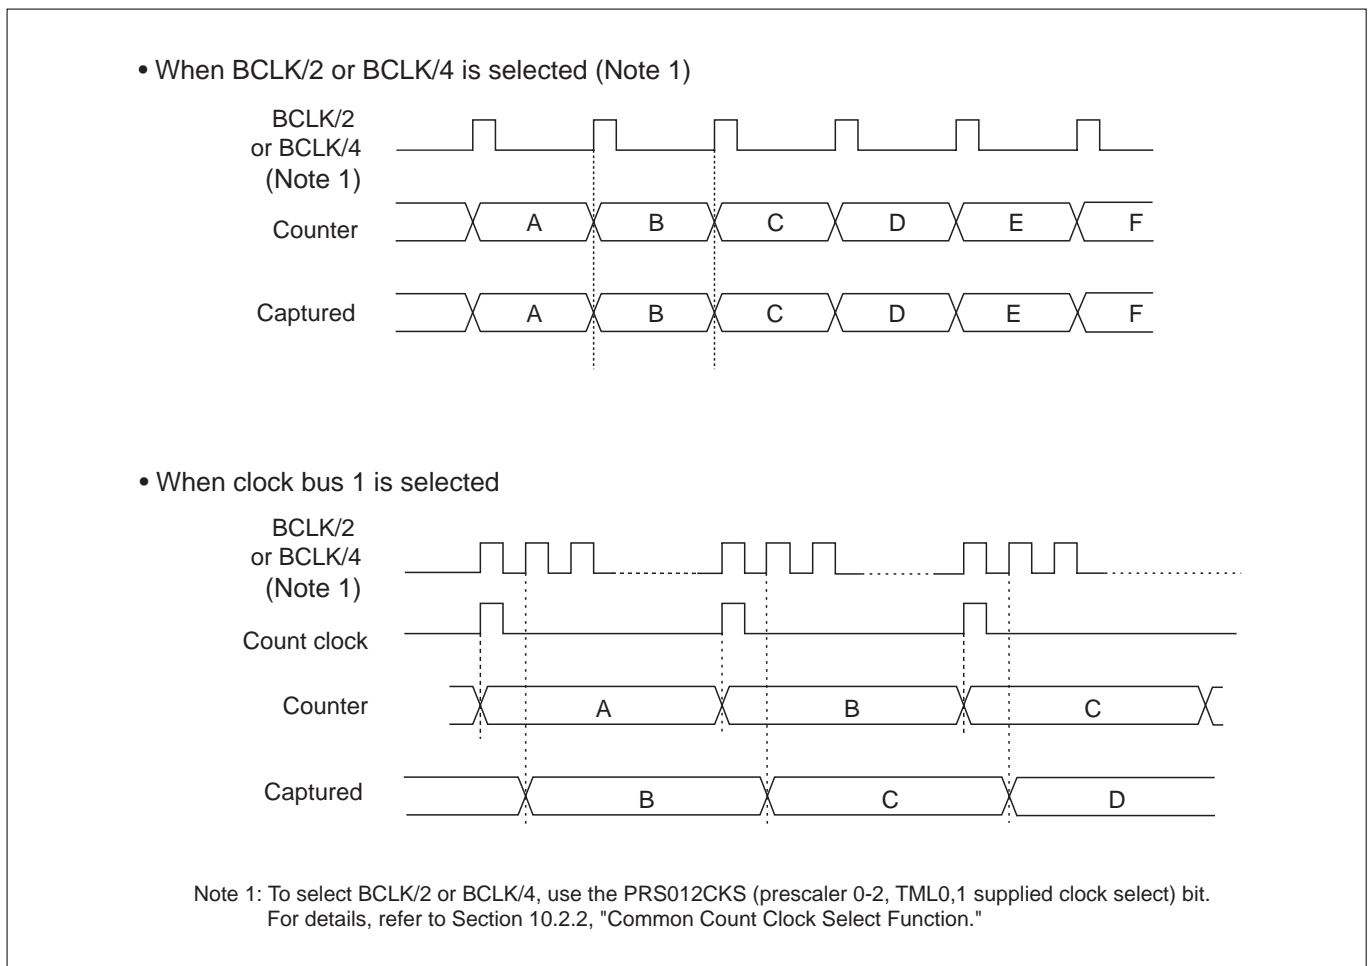 • When BCLK/2 or BCLK/4 is selected (Note 1)
BCLK/2
or BCLK/4
(Note 1)
Counter
A B C D E F
Captured
A B C D E F
• When clock bus 1 is selected
BCLK/2
or BCLK/4
(Note 1)
Count clock
Counter
A B C
Captured
B C D
Note 1: To select BCLK/2 or BCLK/4, use the PRS012CKS (prescaler 0-2, TML0,1 supplied clock select) bit.
For details, refer to Section 10.2.2, "Common Count Clock Select Function."